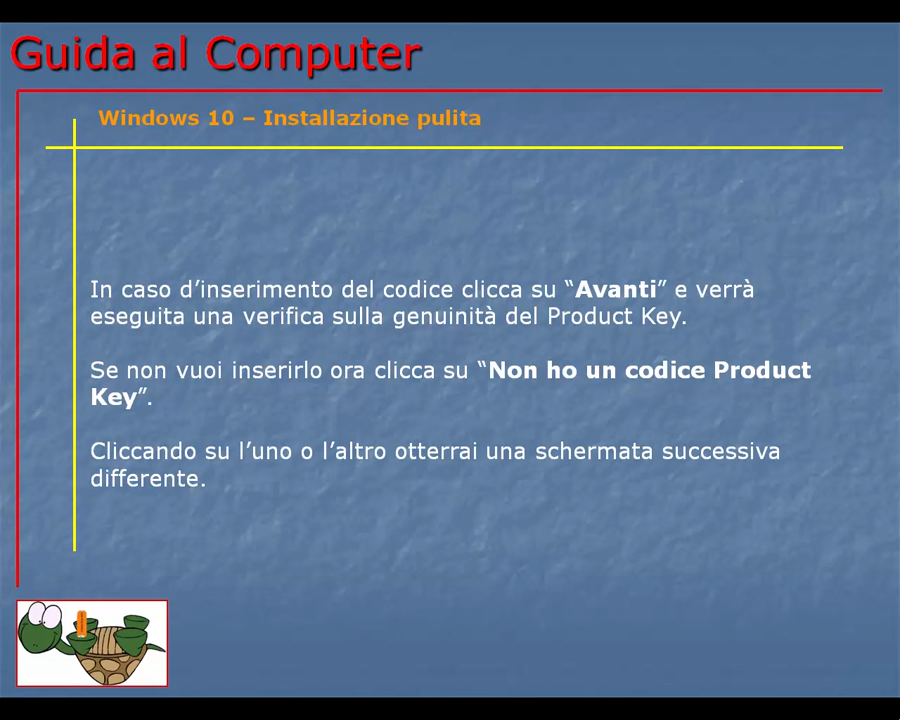 Guida al Computer
Windows 10 – Installazione pulita
In caso d’inserimento del codice clicca su “Avanti” e verrà
eseguita una verifica sulla genuinità del Product Key.
Se non vuoi inserirlo ora clicca su “Non ho un codice Product
Key”.
Cliccando su l’uno o l’altro otterrai una schermata successiva
differente.